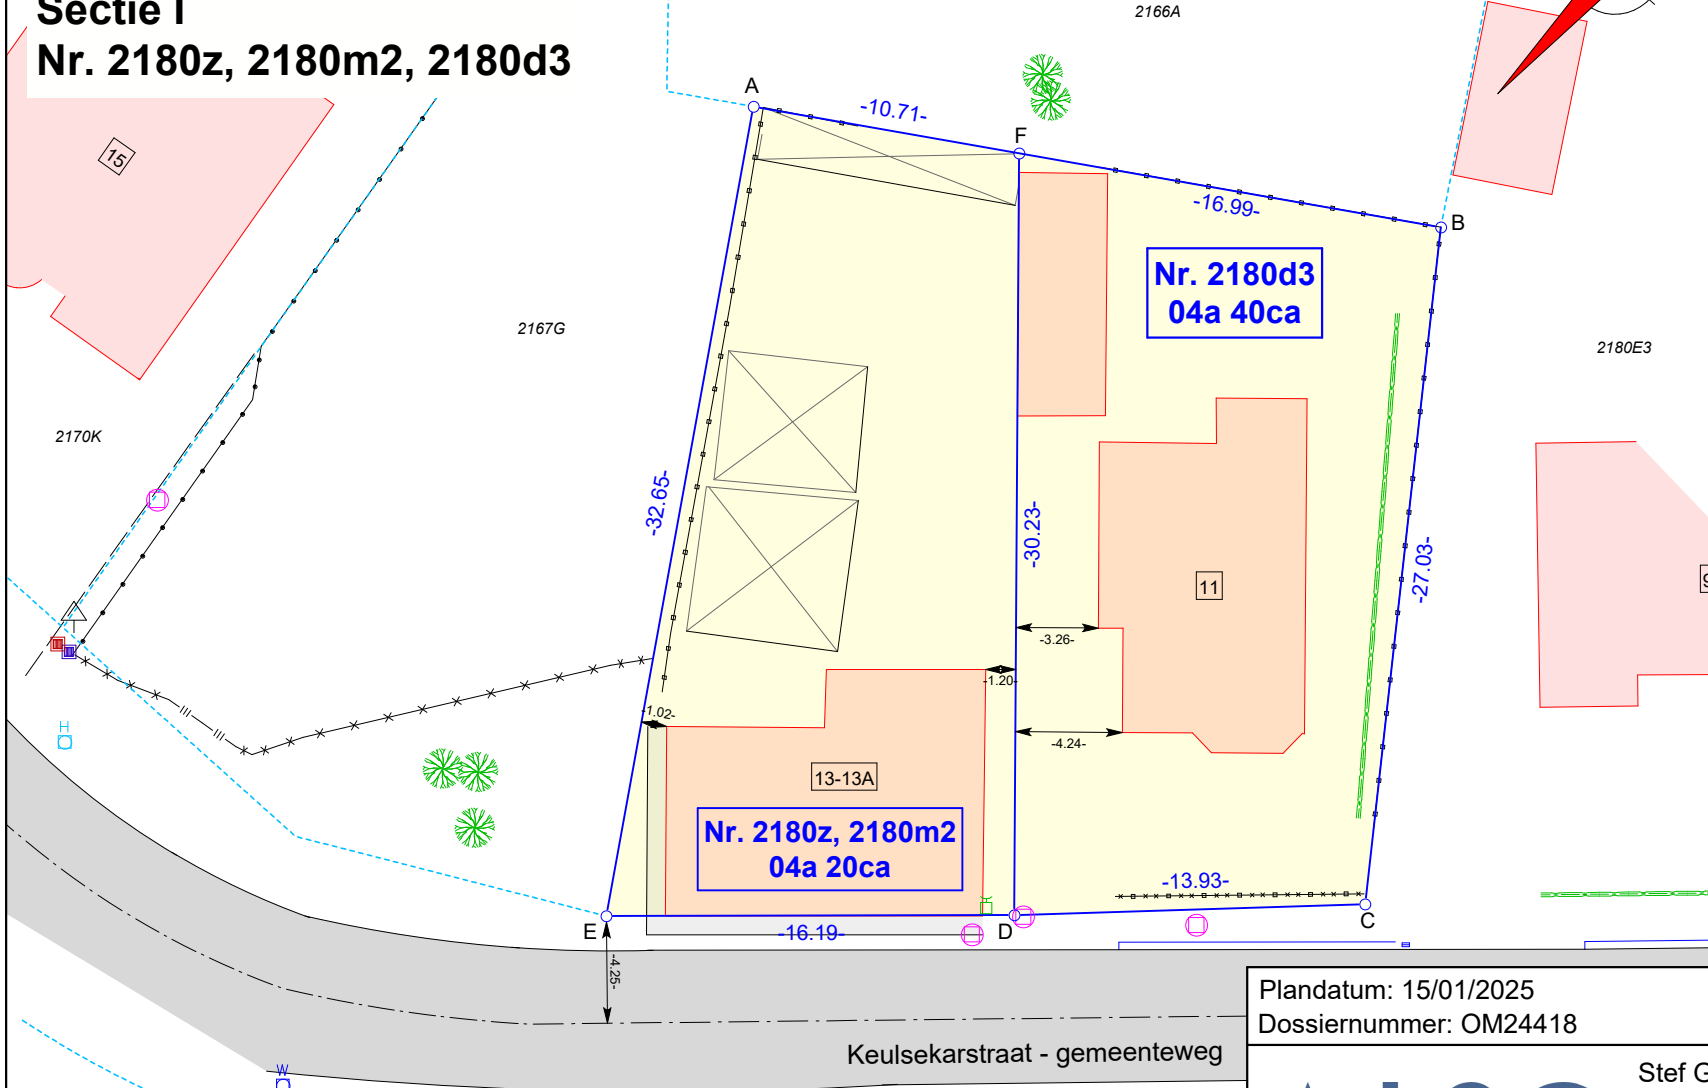 Sectie I
Nr. 2180z, 2180m2, 2180d3
2166A
A
-10.71-
F
-16.99-
B
15
Nr. 2180d3
04a 40ca
2167G
2180E3
2170K
-32.65-
-30.23-
-27.03-
11
-3.26-
-1.20-
-1.02-
-4.24-
H
13-13A
Nr. 2180z, 2180m2
04a 20ca
-13.93-
E
-16.19-
D
C
-4.25-
Plandatum: 15/01/2025
Dossiernummer: OM24418
Keulsekarstraat - gemeenteweg
W
Stef G